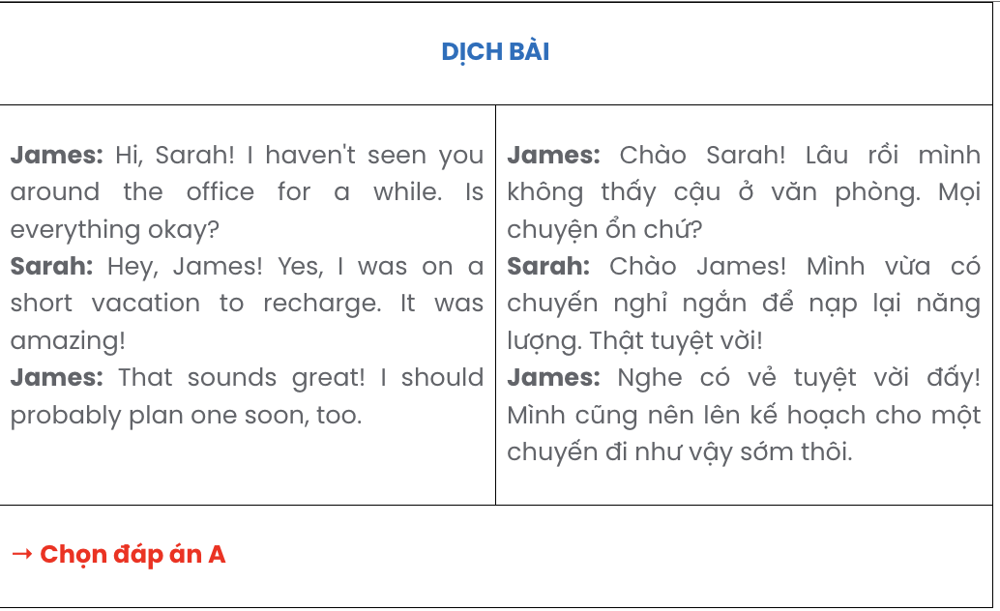 DỊCH BÀI
James: Hi, Sarah! I haven't seen you
around the office for a while. Is
everything okay?
Sarah: Hey, James! Yes, I was on a
short vacation to recharge. It was
amazing!
James: That sounds great! I should
probably plan one soon, too.
James: Chào Sarah! Lâu rồi mình
không thấy cậu ở văn phòng. Mọi
chuyện ổn chứ?
Sarah: Chào James! Mình vừa có
chuyến nghỉ ngắn để nạp lại năng
lượng. Thật tuyệt vời!
James: Nghe có vẻ tuyệt vời đấy!
Mình cũng nên lên kế hoạch cho một
chuyến đi như vậy sớm thôi.
→ Chọn đáp án A